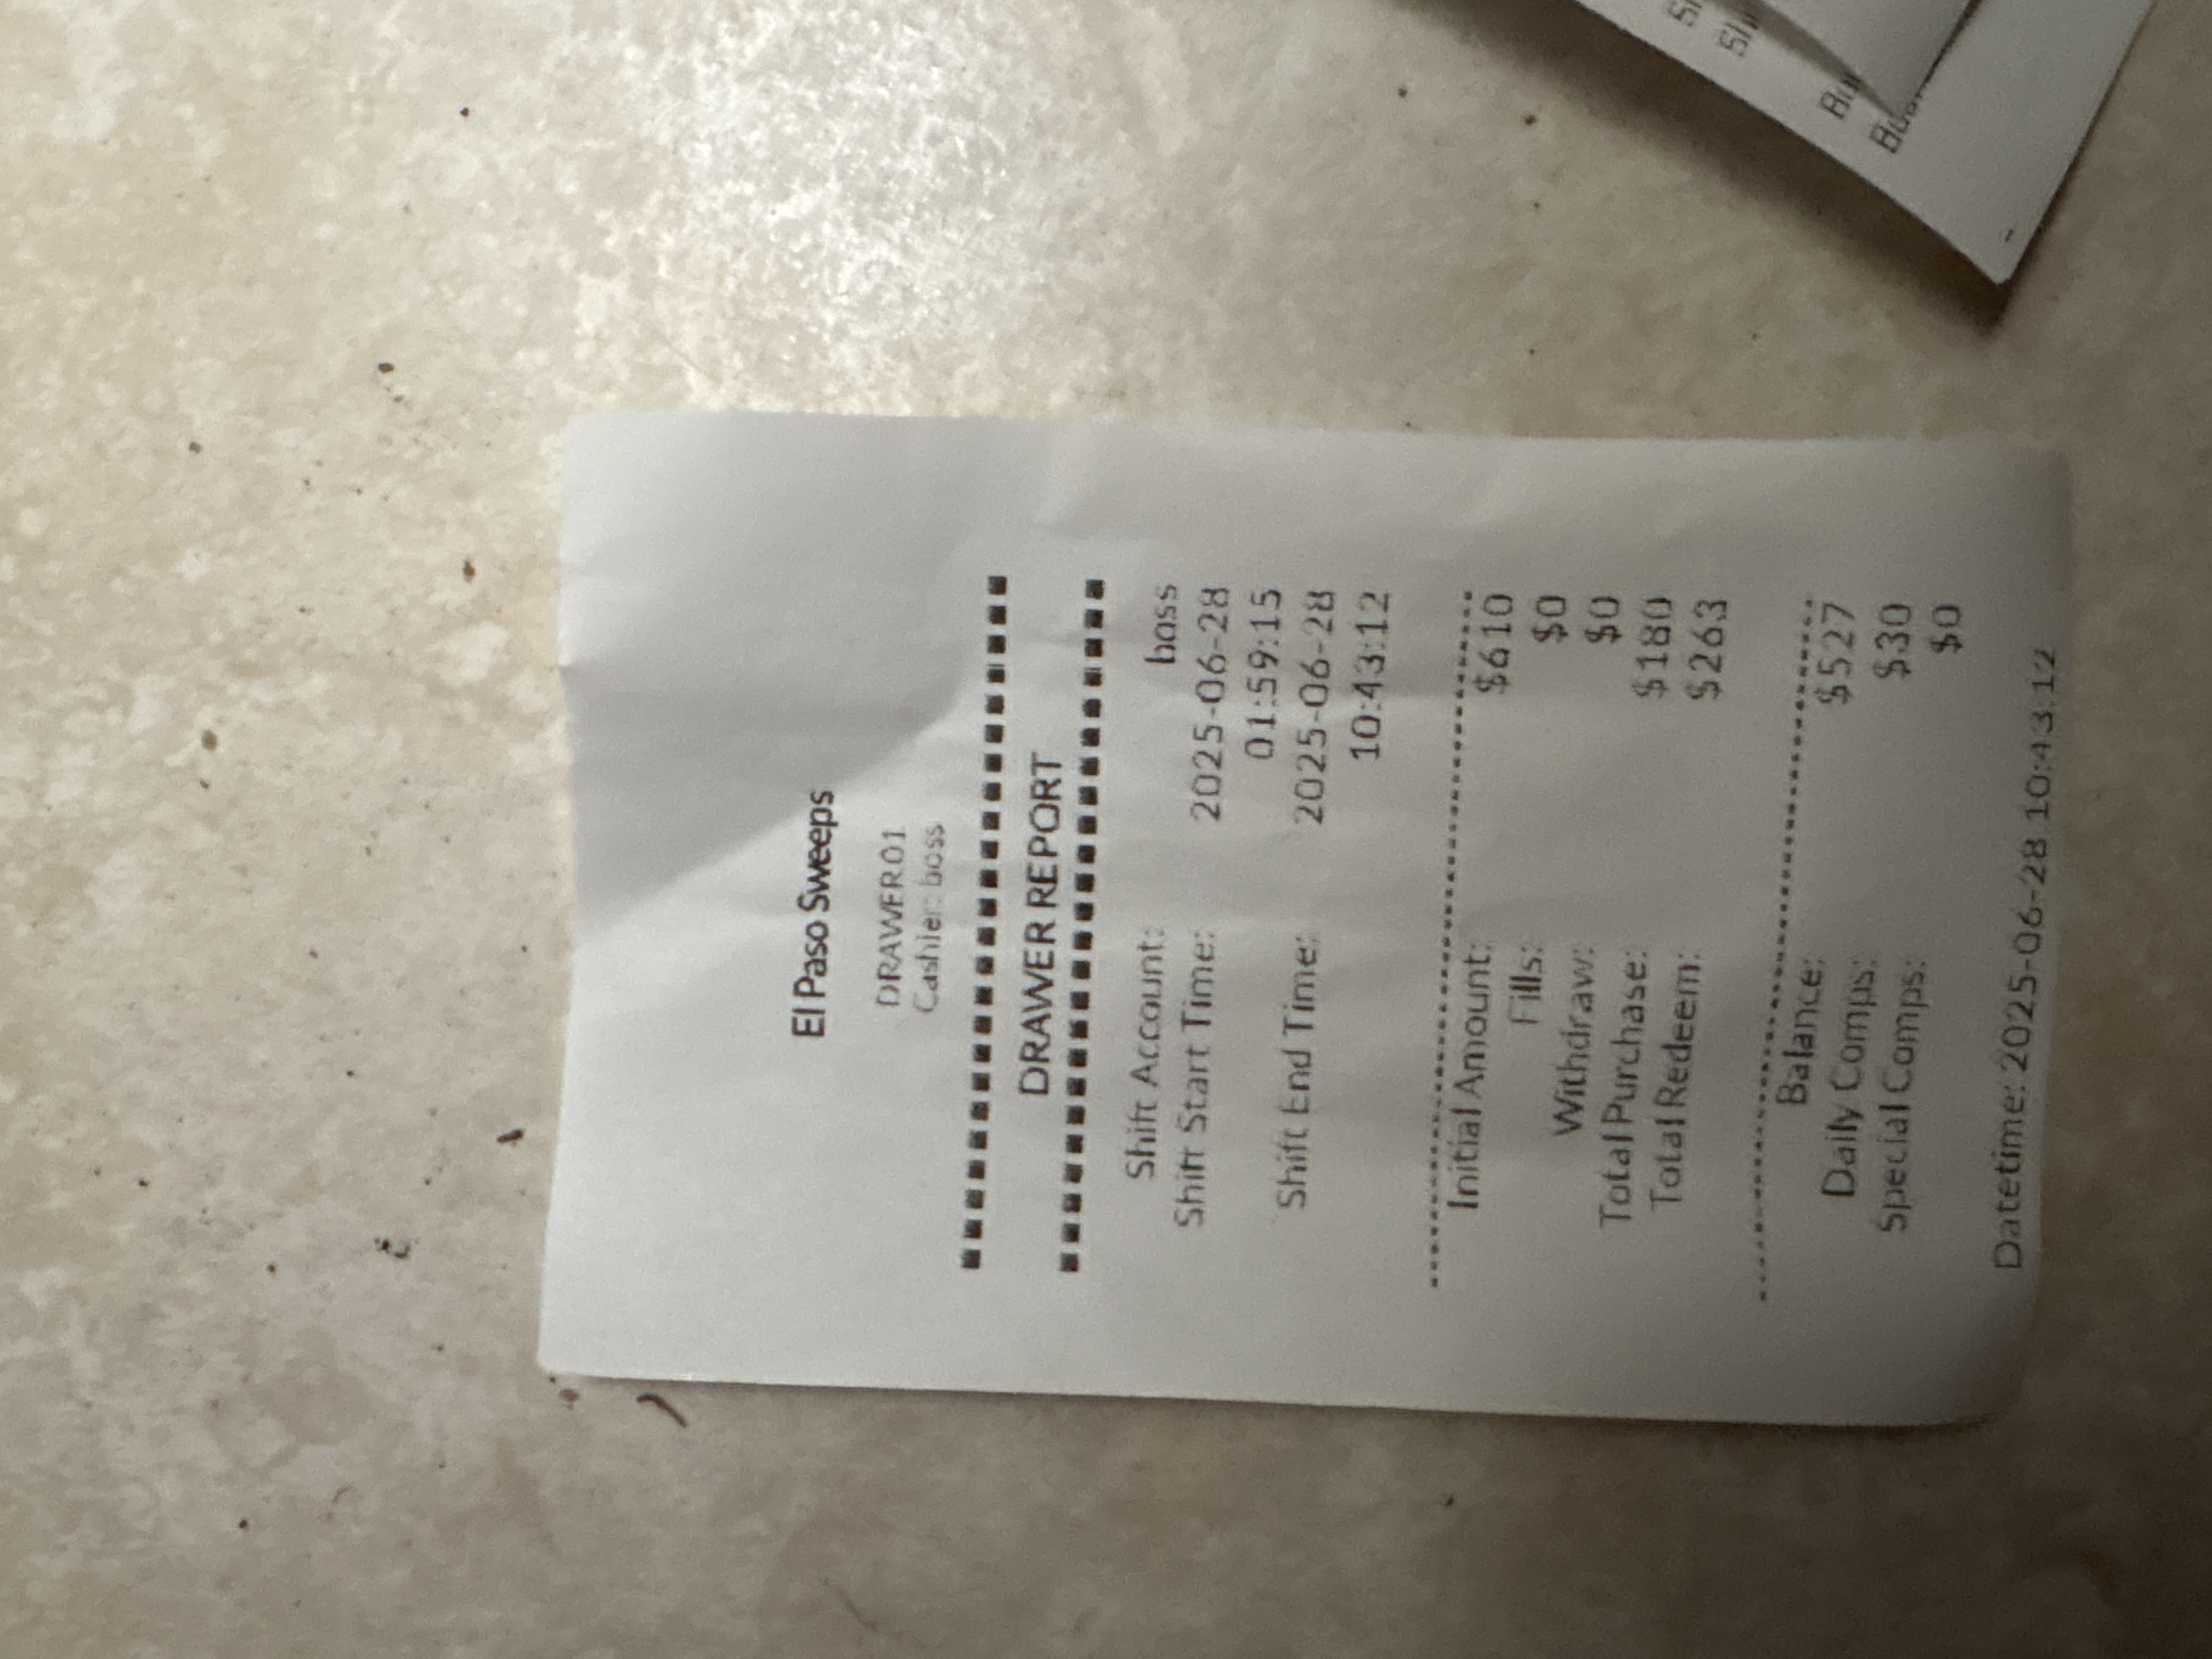 El Paso Sweeps
DRAWER01
Cashier: boss
DRAWER REPORT
Shift Account: boss
Shift Start Time: 2025-06-28
01:59:15
Shift End Time: 2025-06-28
10:43:12
Initial Amount: $610
Fills: $0
Withdraw: $0
Total Purchase: $180
Total Redeem: $263
Balance: $527
Daily Comps: $30
Special Comps: $0
Datetime: 2025-06-28 10:43:12